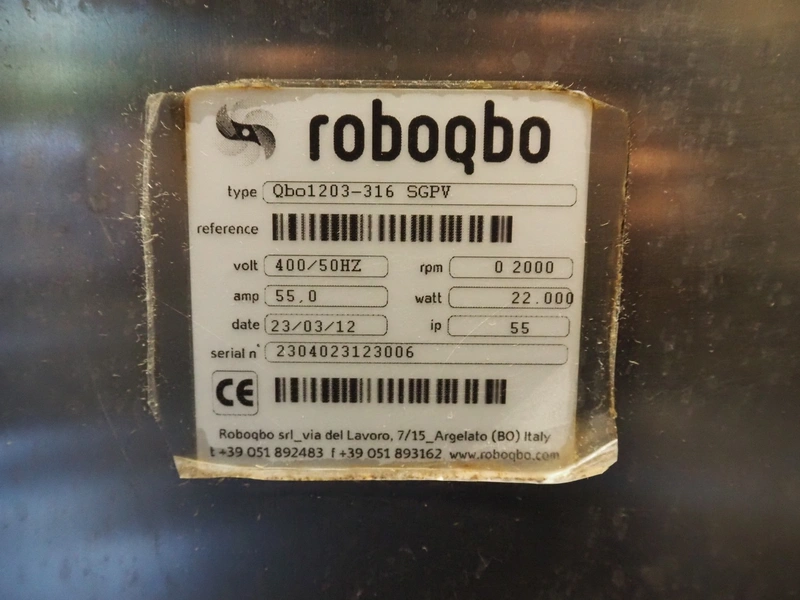 roboqbo
type Qbo1203-316 SGPV
reference
volt 400/50HZ rpm 0 2000
amp 55,0 watt 22.000
date 23/03/12 ip 55
serial n° 2304023123006
CE
Roboqbo srl_via del Lavoro, 7/15_Argelato (BO) Italy
t +39 051 892483 f +39 051 893162 www.roboqbo.com